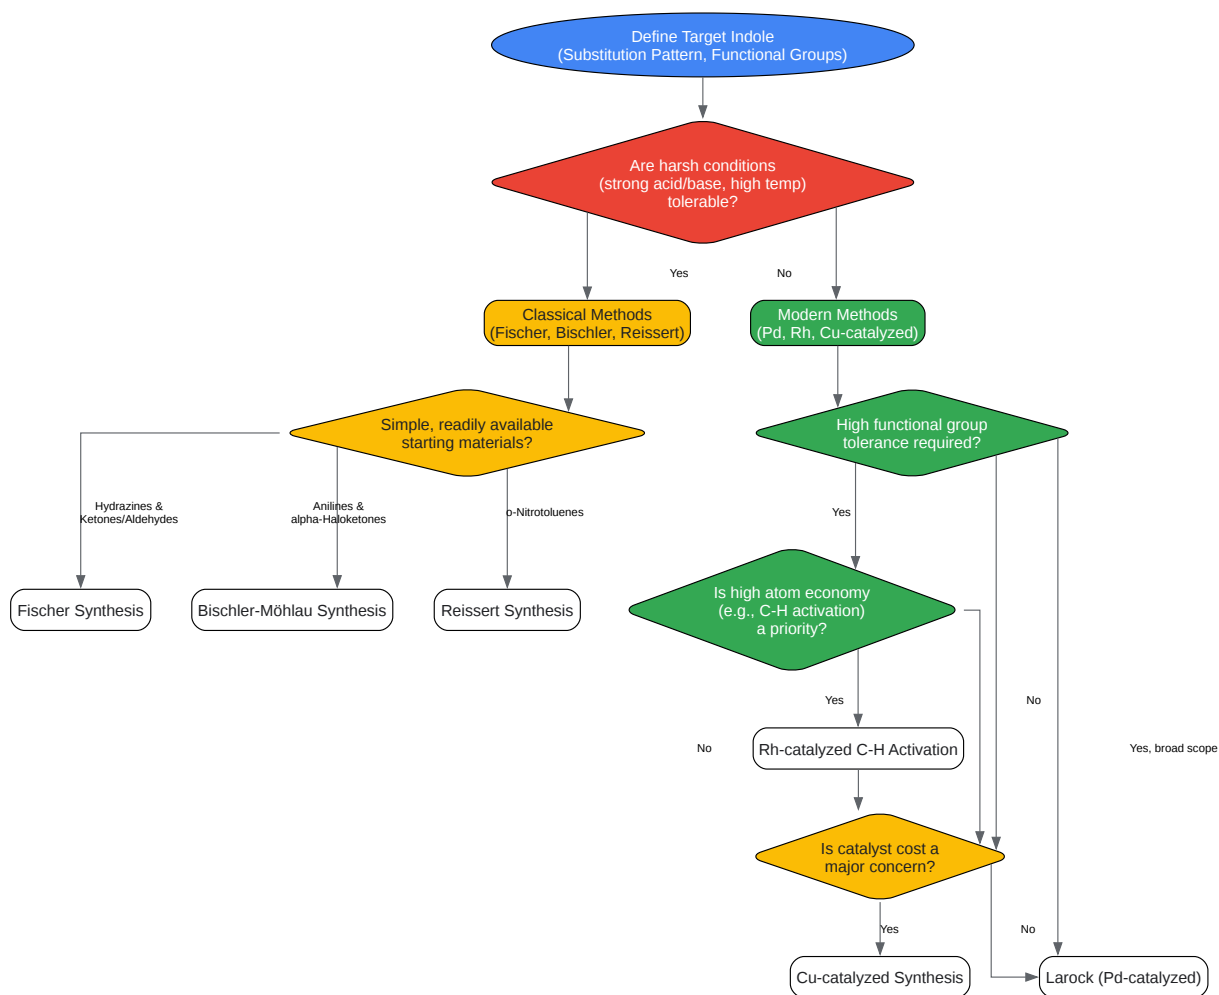 Define Target Indole
(Substitution Pattern, Functional Groups)
Are harsh conditions
(strong acid/base, high temp)
tolerable?
Yes
No
Classical Methods
(Fischer, Bischler, Reissert)
Modern Methods
(Pd, Rh, Cu-catalyzed)
Simple, readily available
starting materials?
High functional group
tolerance required?
Hydrazines &
Ketones/Aldehydes
Anilines &
alpha-Haloketones
o-Nitrotoluenes
Yes
Fischer Synthesis
Bischler-Möhlau Synthesis
Reissert Synthesis
Is high atom economy
(e.g., C-H activation)
a priority?
Yes
No
No
Rh-catalyzed C-H Activation
Yes, broad scope
Is catalyst cost a
major concern?
Yes
No
Cu-catalyzed Synthesis
Larock (Pd-catalyzed)